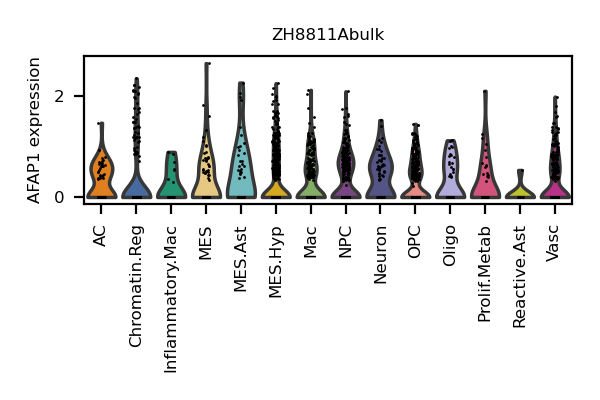 ZH8811Abulk
AFAP1 expression
2
0
AC
Chromatin.Reg
Inflammatory.Mac
MES
MES.Ast
MES.Hyp
Mac
NPC
Neuron
OPC
Oligo
Prolif.Metab
Reactive.Ast
Vasc